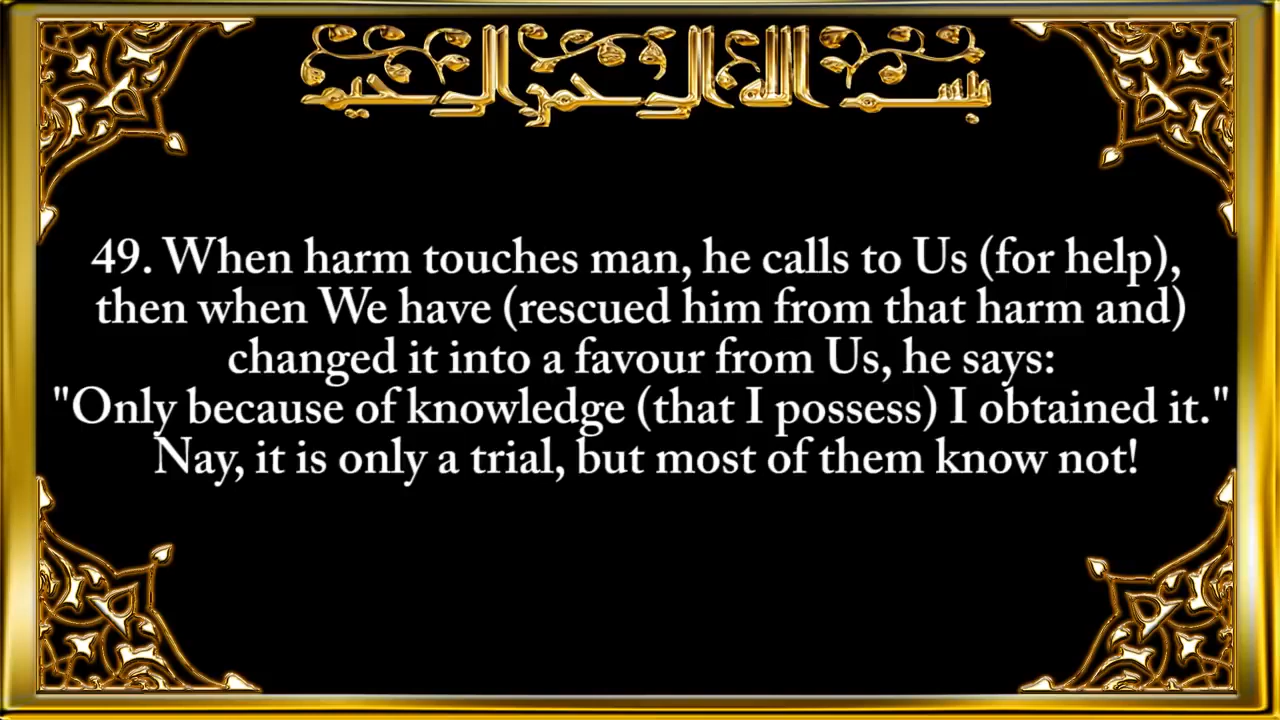 بسم الله الرحمن الرحيم
49. When harm touches man, he calls to Us (for help),
then when We have (rescued him from that harm and)
changed it into a favour from Us, he says:
"Only because of knowledge (that I possess) I obtained it."
Nay, it is only a trial, but most of them know not!